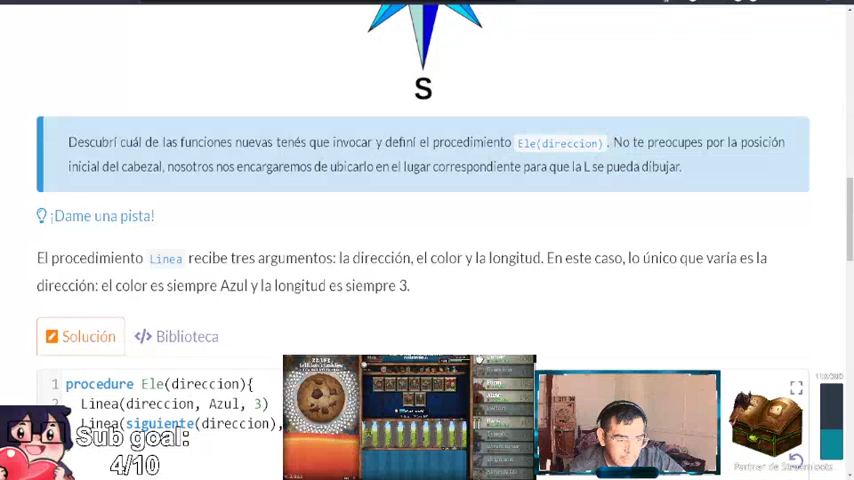 S
Descubrí cuál de las funciones nuevas tenés que invocar y definí el procedimiento Ele(direccion). No te preocupes por la posición
inicial del cabezal, nosotros nos encargaremos de ubicarlo en el lugar correspondiente para que la L se pueda dibujar.
¡Dame una pista!
El procedimiento Linea recibe tres argumentos: la dirección, el color y la longitud. En este caso, lo único que varía es la
dirección: el color es siempre Azul y la longitud es siempre 3.
Solución
Biblioteca
1 procedure Ele(direccion){
2 Linea(direccion, Azul, 3)
Linea(siguiente(direccion),
Sub goal:
4/10